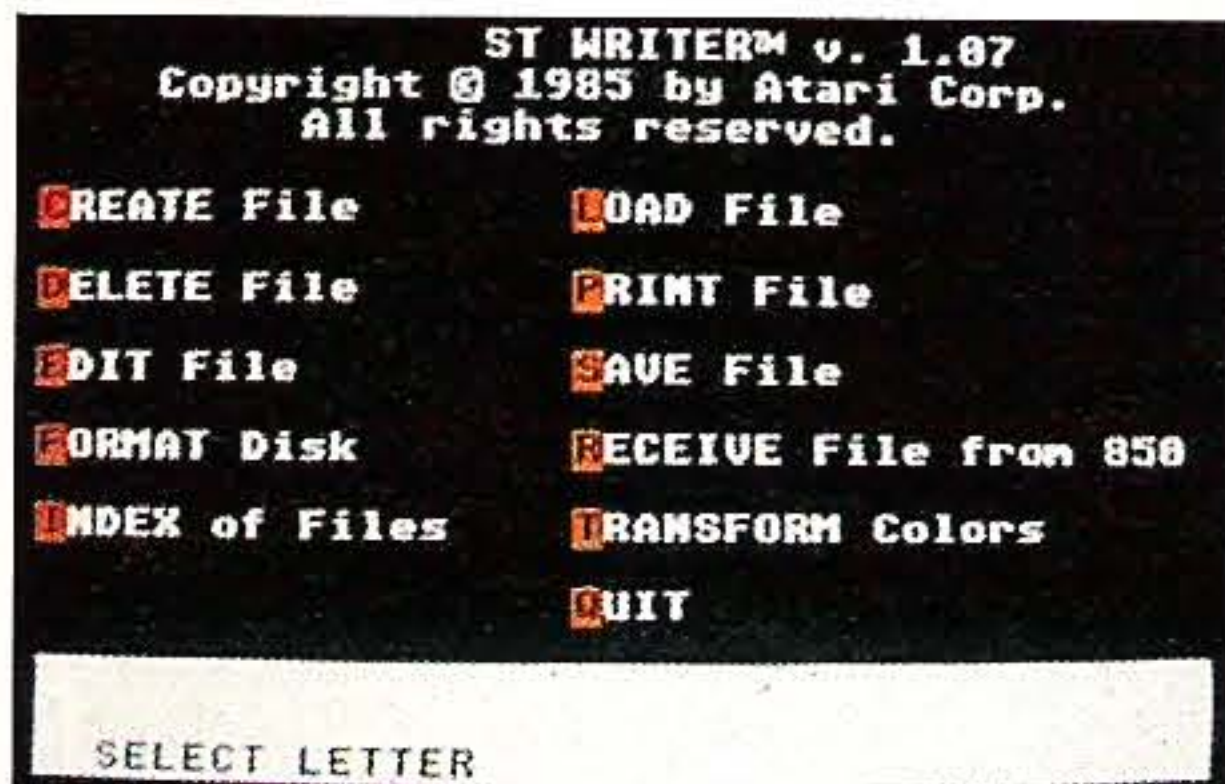 ST WRITER™ v. 1.07
Copyright © 1985 by Atari Corp.
All rights reserved.
CREATE File
DELETE File
EDIT File
FORMAT Disk
INDEX of Files
LOAD File
PRINT File
SAVE File
RECEIVE File from 850
TRANSFORM Colors
QUIT
SELECT LETTER